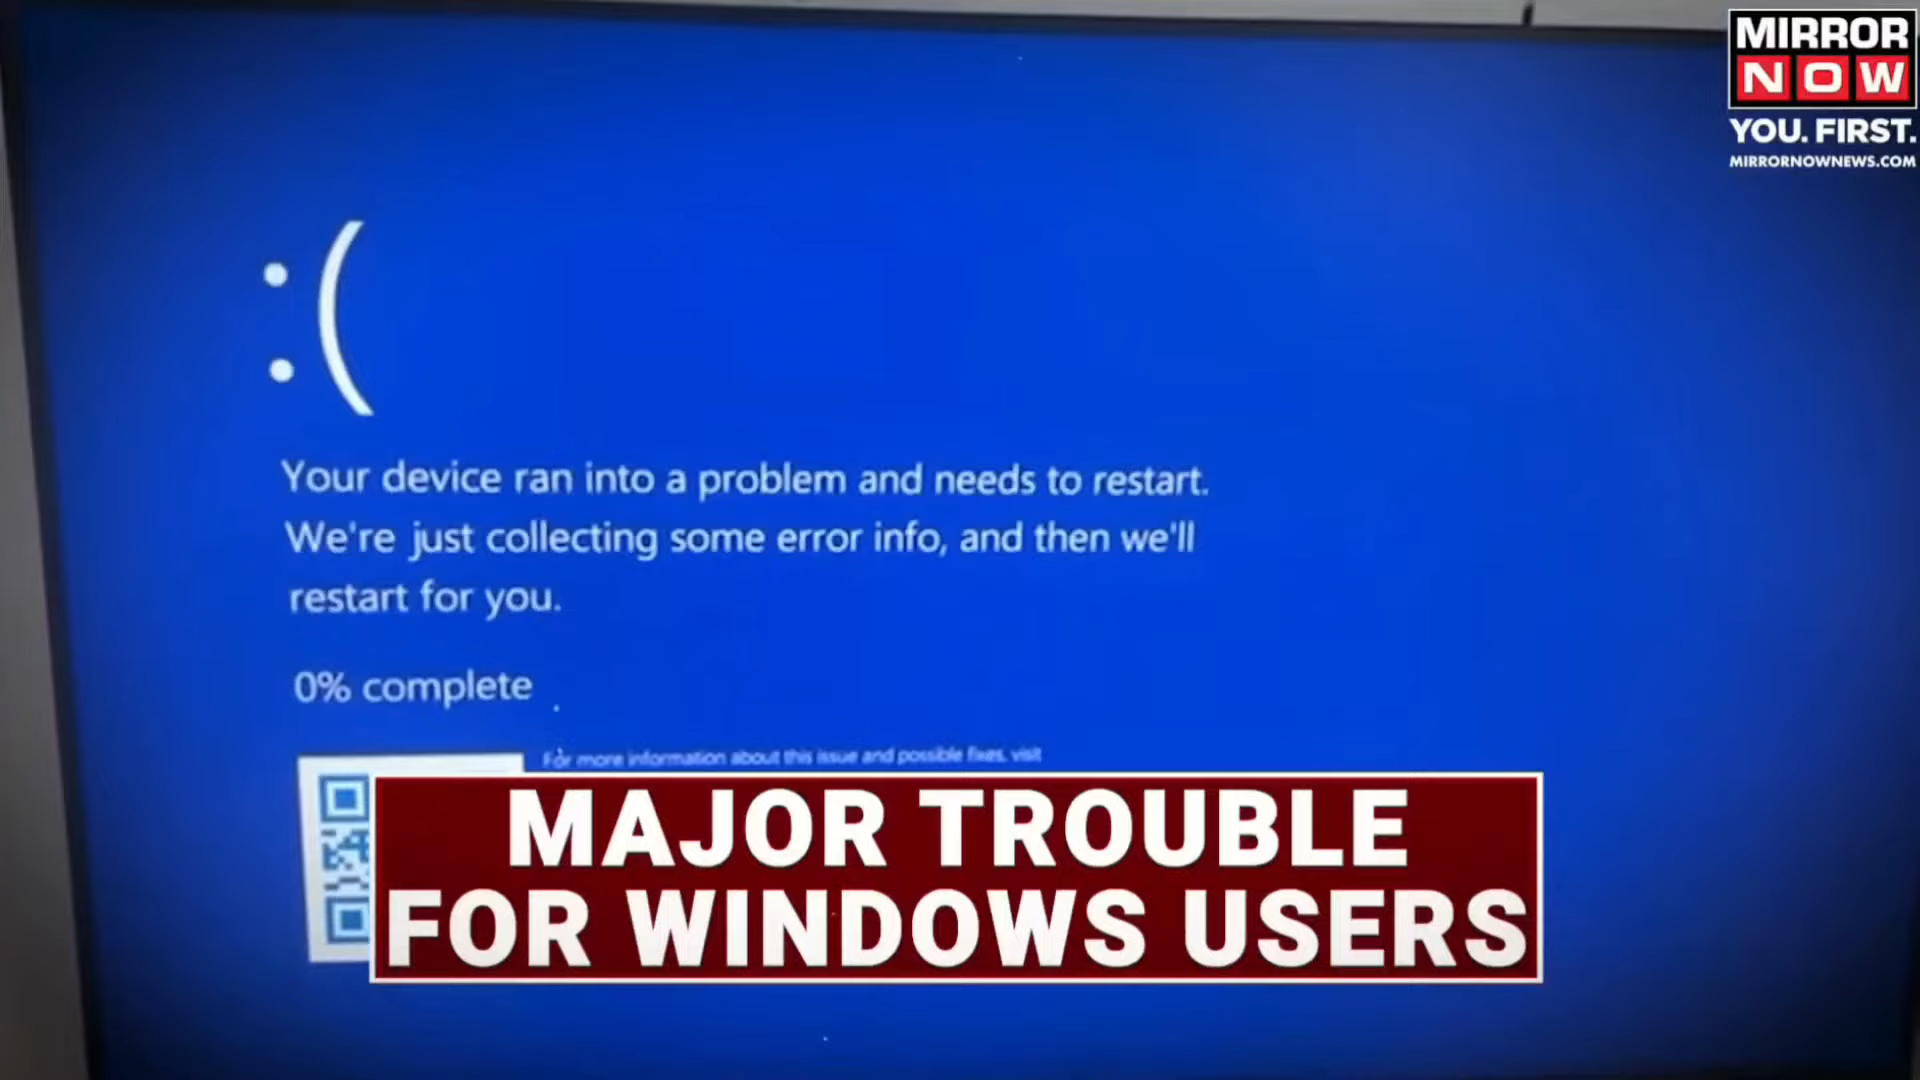 MIRROR
NOW
YOU. FIRST.
MIRRORNOWNEWS.COM
:(
Your device ran into a problem and needs to restart.
We're just collecting some error info, and then we'll
restart for you.
0% complete
For more information about this issue and possible fixes, visit
MAJOR TROUBLE
FOR WINDOWS USERS